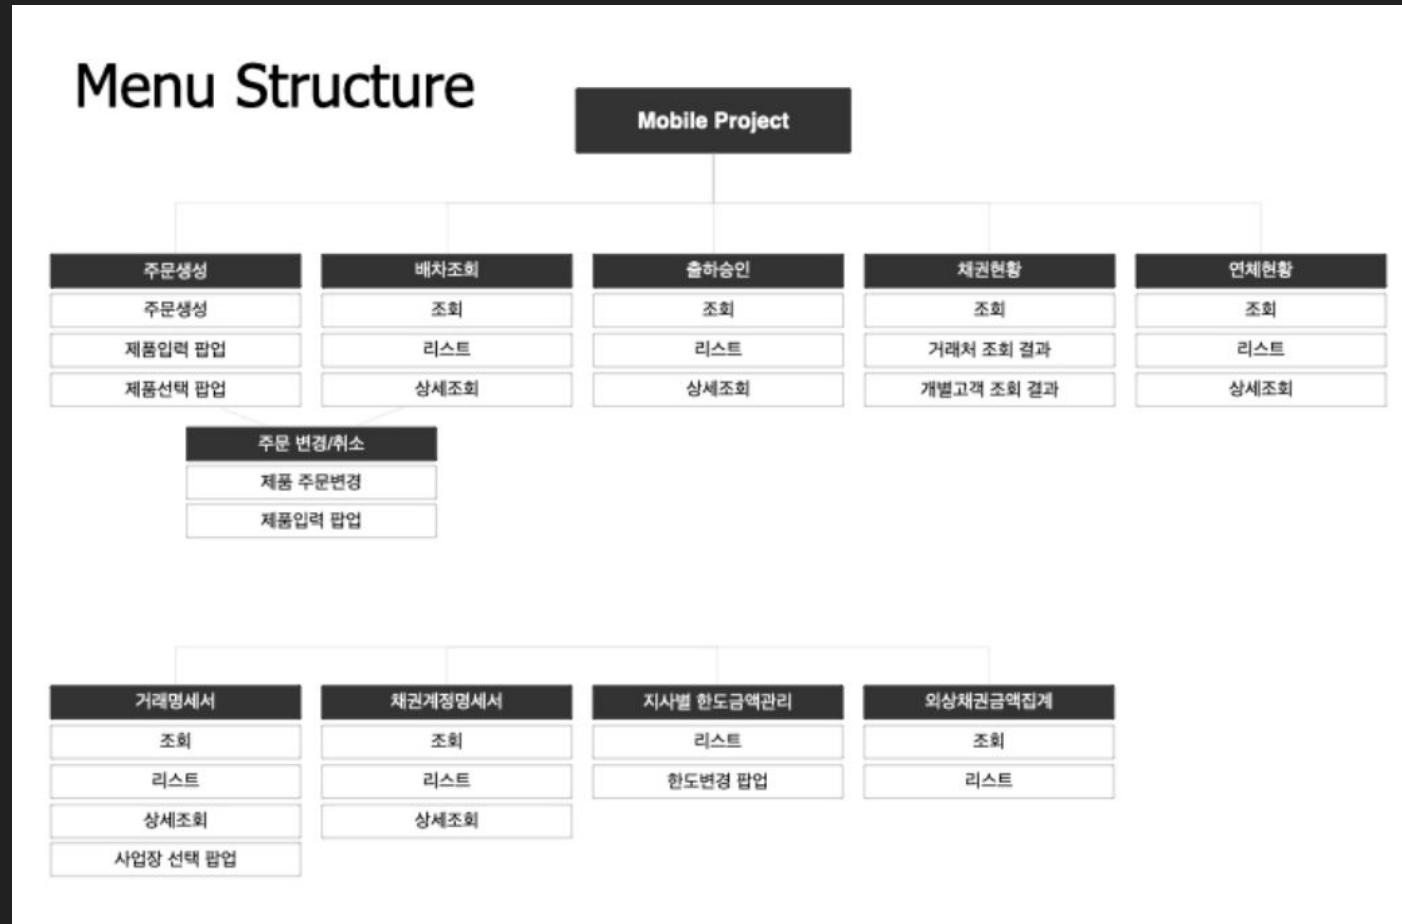 Menu Structure
Mobile Project
주문생성
주문생성
제품입력 팝업
제품선택 팝업
배차조회
조회
리스트
상세조회
출하승인
조회
리스트
상세조회
채권현황
조회
거래처 조회 결과
개별고객 조회 결과
연체현황
조회
리스트
상세조회
주문 변경/취소
제품 주문변경
제품입력 팝업
거래명세서
조회
리스트
상세조회
사업장 선택 팝업
채권계정명세서
조회
리스트
상세조회
지사별 한도금액관리
리스트
한도변경 팝업
외상채권금액집계
조회
리스트